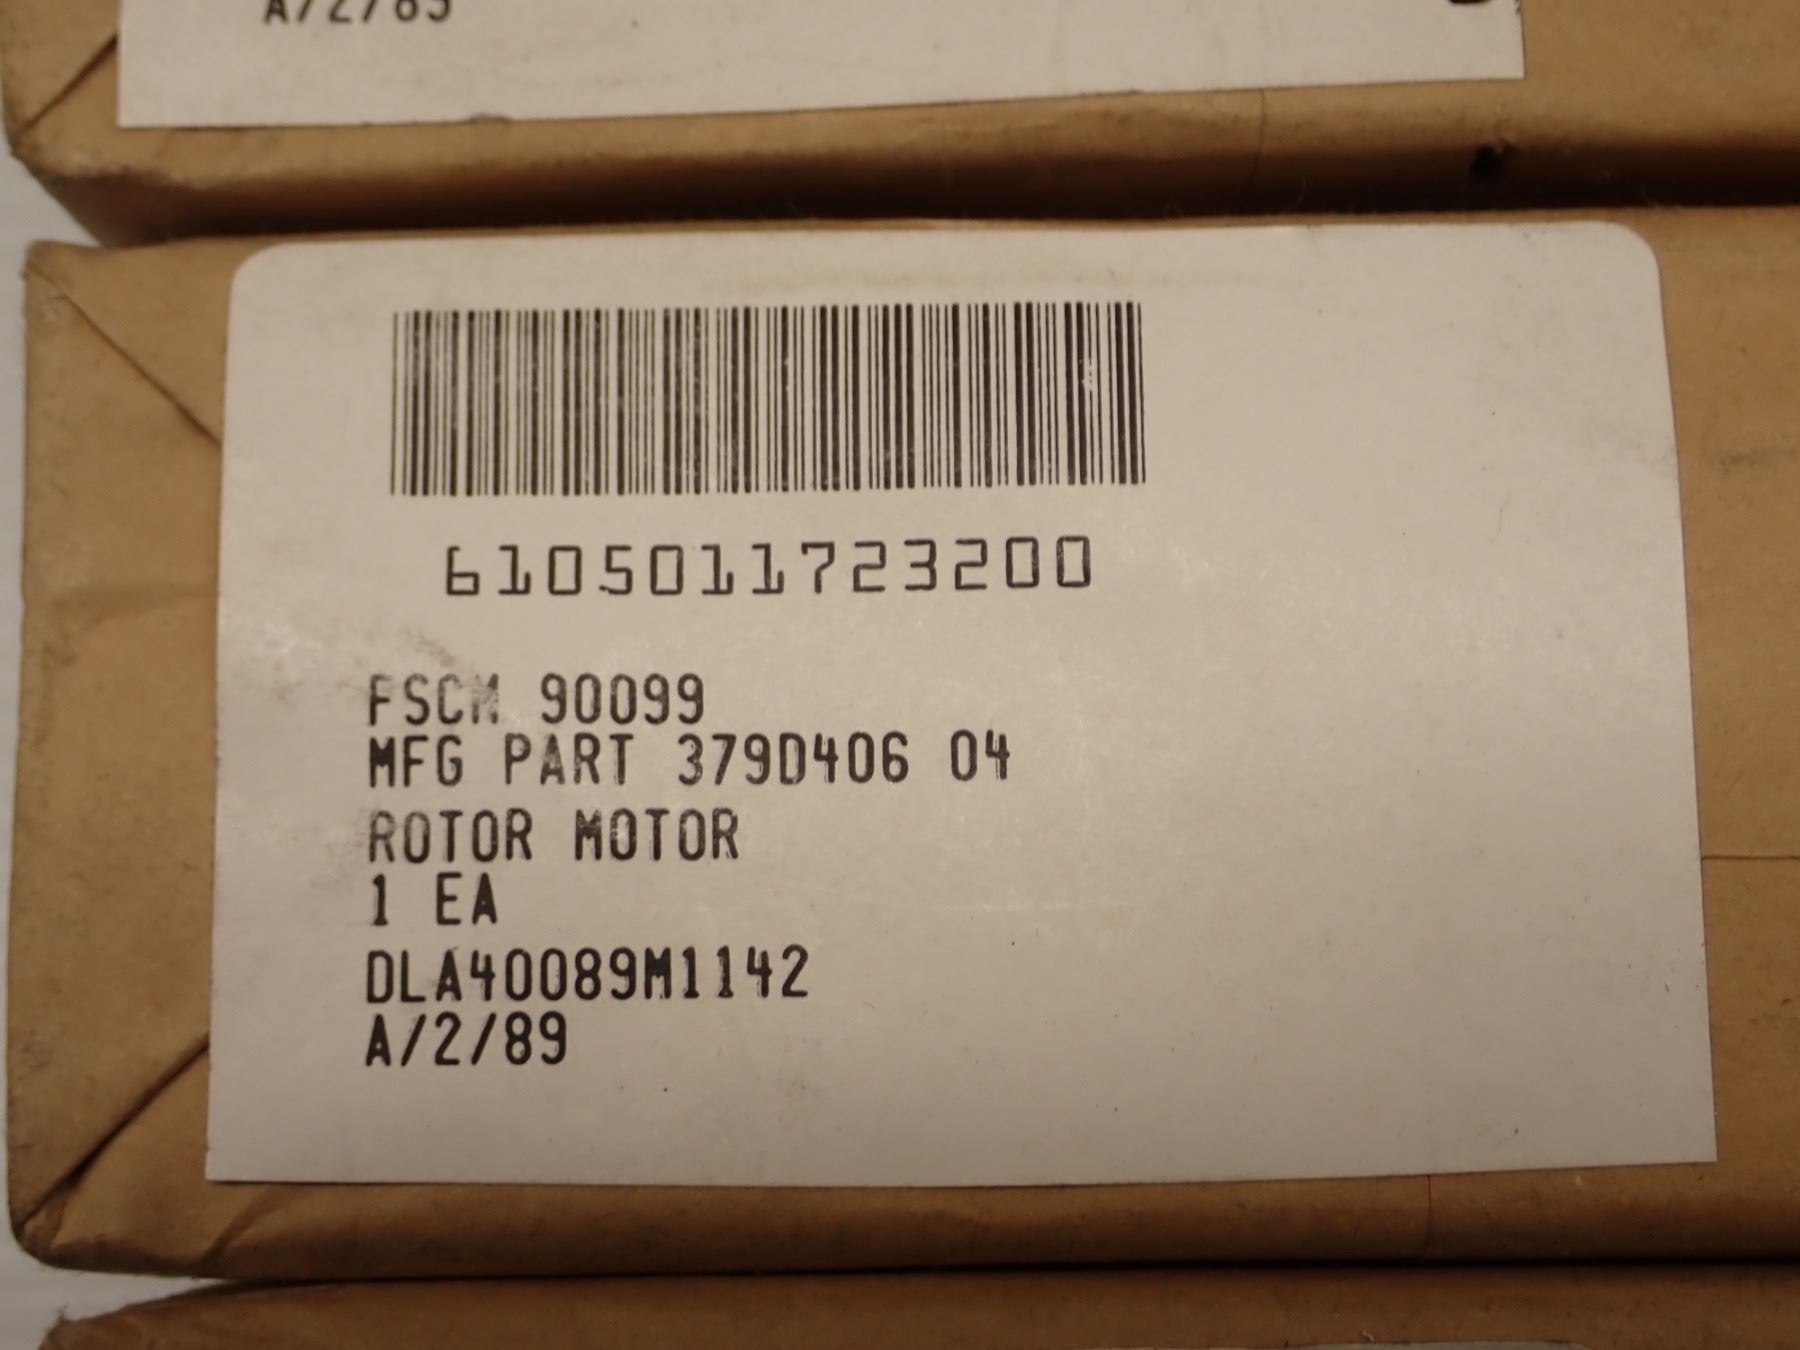 A/2/89
6105011723200
FSCM 90099
MFG PART 379D406 04
ROTOR MOTOR
1 EA
DLA40089M1142
A/2/89